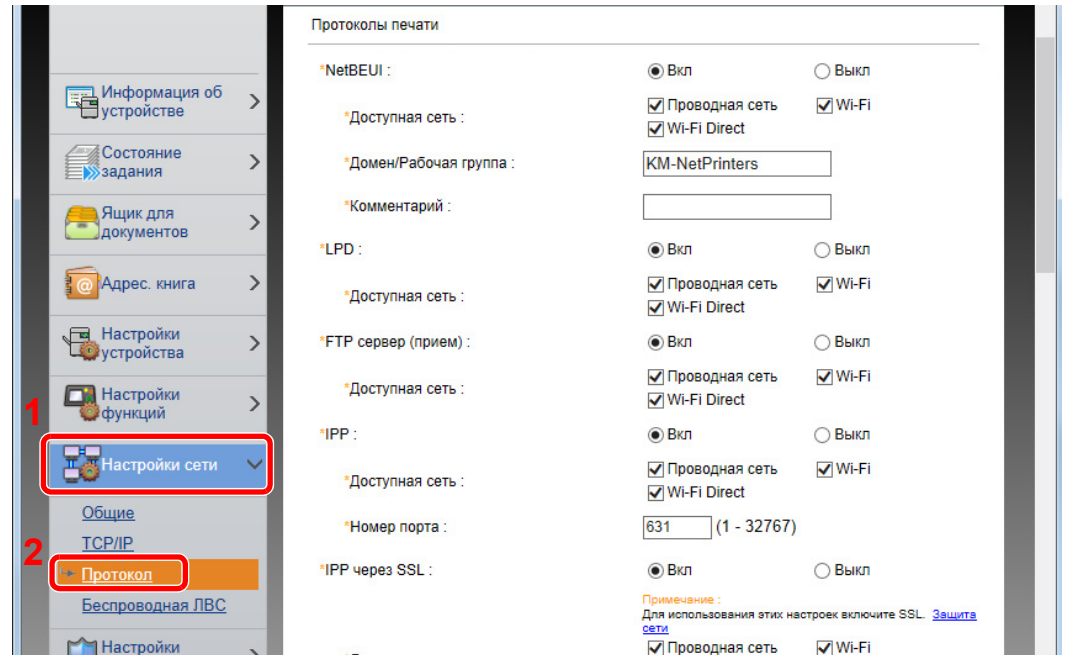 Протоколы печати
*NetBEUI : Вкл Выкл
*Доступная сеть : Проводная сеть Wi-Fi
Wi-Fi Direct
*Домен/Рабочая группа : KM-NetPrinters
*Комментарий :
*LPD : Вкл Выкл
*Доступная сеть : Проводная сеть Wi-Fi
Wi-Fi Direct
*FTP сервер (прием) : Вкл Выкл
*Доступная сеть : Проводная сеть Wi-Fi
Wi-Fi Direct
*IPP : Вкл Выкл
*Доступная сеть : Проводная сеть Wi-Fi
Wi-Fi Direct
*Номер порта : 631 (1 - 32767)
*IPP через SSL : Вкл Выкл
Примечание :
Для использования этих настроек включите SSL. Защита
сети
Проводная сеть Wi-Fi
Информация об
устройстве
Состояние
задания
Ящик для
документов
Адрес. книга
Настройки
устройства
Настройки
функций
1
Настройки сети
Общие
TCP/IP
2
Протокол
Беспроводная ЛВС
Настройки